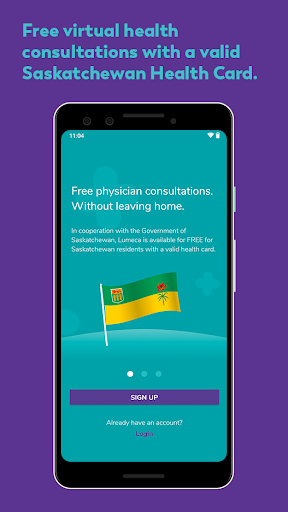 Free virtual health
consultations with a valid
Saskatchewan Health Card.
11:04
Free physician consultations.
Without leaving home.
In cooperation with the Government of
Saskatchewan, Lumeca is available for FREE for
Saskatchewan residents with a valid health card.
SIGN UP
Already have an account?
Login